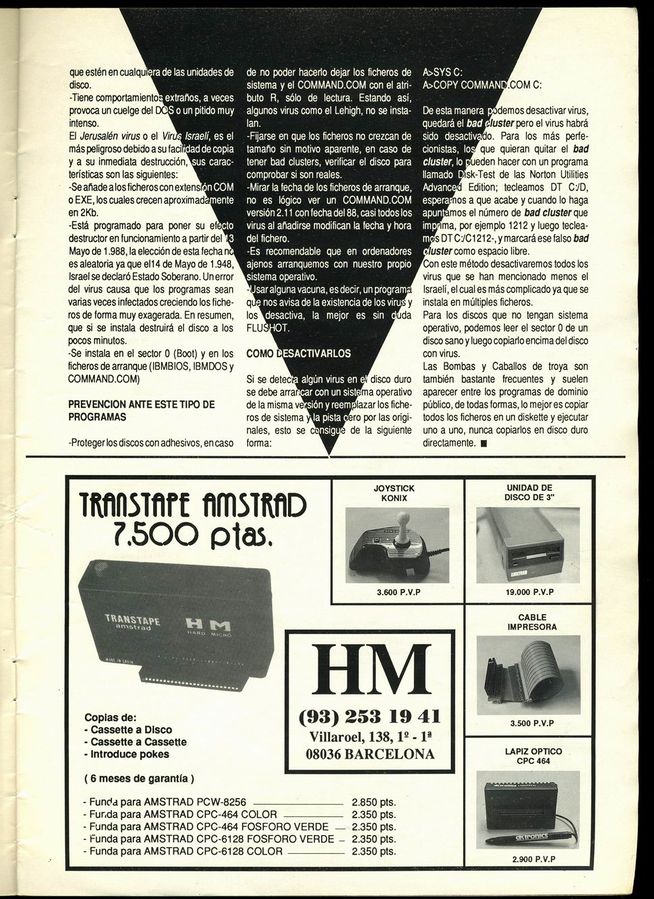 que estén en cualquiera de las unidades de
disco.
-Tiene comportamientos extraños, a veces
provoca un cuelge del DOS o un pitido muy
intenso.
El Jerusalén virus o el Virus Israelí, es el
más peligroso debido a su facilidad de copia
y a su inmediata destrucción, sus carac-
terísticas son las siguientes:
-Se añade a los ficheros con extensión COM
o EXE, los cuales crecen aproximadamente
en 2Kb.
-Está programado para poner su efecto
destructor en funcionamiento a partir del 13
Mayo de 1.988, la elección de esta fecha no
es aleatoria ya que el 14 de Mayo de 1.948,
Israel se declaró Estado Soberano. Un error
del virus causa que los programas sean
varias veces infectados creciendo los fiche-
ros de forma muy exagerada. En resumen,
que si se instala destruirá el disco a los
pocos minutos.
-Se instala en el sector 0 (Boot) y en los
ficheros de arranque (IBMBIOS, IBMDOS y
COMMAND.COM)
PREVENCION ANTE ESTE TIPO DE
PROGRAMAS
-Proteger los discos con adhesivos, en caso
de no poder hacerlo dejar los ficheros de
sistema y el COMMAND.COM con el atri-
buto R, sólo de lectura. Estando así,
algunos virus como el Lehigh, no se insta-
lan.
-Fijarse en que los ficheros no crezcan de
tamaño sin motivo aparente, en caso de
tener bad clusters, verificar el disco para
comprobar si son reales.
-Mirar la fecha de los ficheros de arranque,
no es lógico ver un COMMAND.COM
versión 2.11 con fecha del 88, casi todos los
virus al añadirse modifican la fecha y hora
del fichero.
-Es recomendable que en ordenadores
ajenos arranquemos con nuestro propio
sistema operativo.
-Usar alguna vacuna, es decir, un programa
que nos avisa de la existencia de los virus y
los desactiva, la mejor es sin duda
FLUSHOT.
COMO DESACTIVARLOS
Si se detecta algún virus en el disco duro
se debe arrancar con un sistema operativo
de la misma versión y reemplazar los fiche-
ros de sistema y la pista cero por las origi-
nales, esto se consigue de la siguiente
forma:
A>SYS C:
A>COPY COMMAND.COM C:
De esta manera podemos desactivar virus,
quedará el bad cluster pero el virus habrá
sido desactivado. Para los más perfe-
cionistas, los que quieran quitar el bad
cluster, lo pueden hacer con un programa
llamado Disk-Test de las Norton Utilities
Advanced Edition; tecleamos DT C:/D,
esperamos a que acabe y cuando lo haga
apuntamos el número de bad cluster que
imprima, por ejemplo 1212 y luego teclea-
mos DT C:/C1212-, y marcará ese falso bad
cluster como espacio libre.
Con este método desactivaremos todos los
virus que se han mencionado menos el
Israelí, el cual es más complicado ya que se
instala en múltiples ficheros.
Para los discos que no tengan sistema
operativo, podemos leer el sector 0 de un
disco sano y luego copiarlo encima del disco
con virus.
Las Bombas y Caballos de troya son
también bastante frecuentes y suelen
aparecer entre los programas de dominio
público, de todas formas, lo mejor es copiar
todos los ficheros en un diskette y ejecutar
uno a uno, nunca copiarlos en disco duro
directamente. ■
TRANSTAPE AMSTRAD
7.500 ptas.
TRANSTAPE
amstrad
HM
HARD MICRO
MADE IN SPAIN
Copias de:
- Cassette a Disco
- Cassette a Cassette
- Introduce pokes
( 6 meses de garantía )
- Funda para AMSTRAD PCW-8256 2.850 pts.
- Funda para AMSTRAD CPC-464 COLOR 2.350 pts.
- Funda para AMSTRAD CPC-464 FOSFORO VERDE 2.350 pts.
- Funda para AMSTRAD CPC-6128 FOSFORO VERDE 2.350 pts.
- Funda para AMSTRAD CPC-6128 COLOR 2.350 pts.
HM
(93) 253 19 41
Villaroel, 138, 1º - 1ª
08036 BARCELONA
JOYSTICK
KONIX
3.600 P.V.P
UNIDAD DE
DISCO DE 3"
AMSTRAD
19.000 P.V.P
CABLE
IMPRESORA
3.500 P.V.P
LAPIZ OPTICO
CPC 464
dktronics
2.900 P.V.P